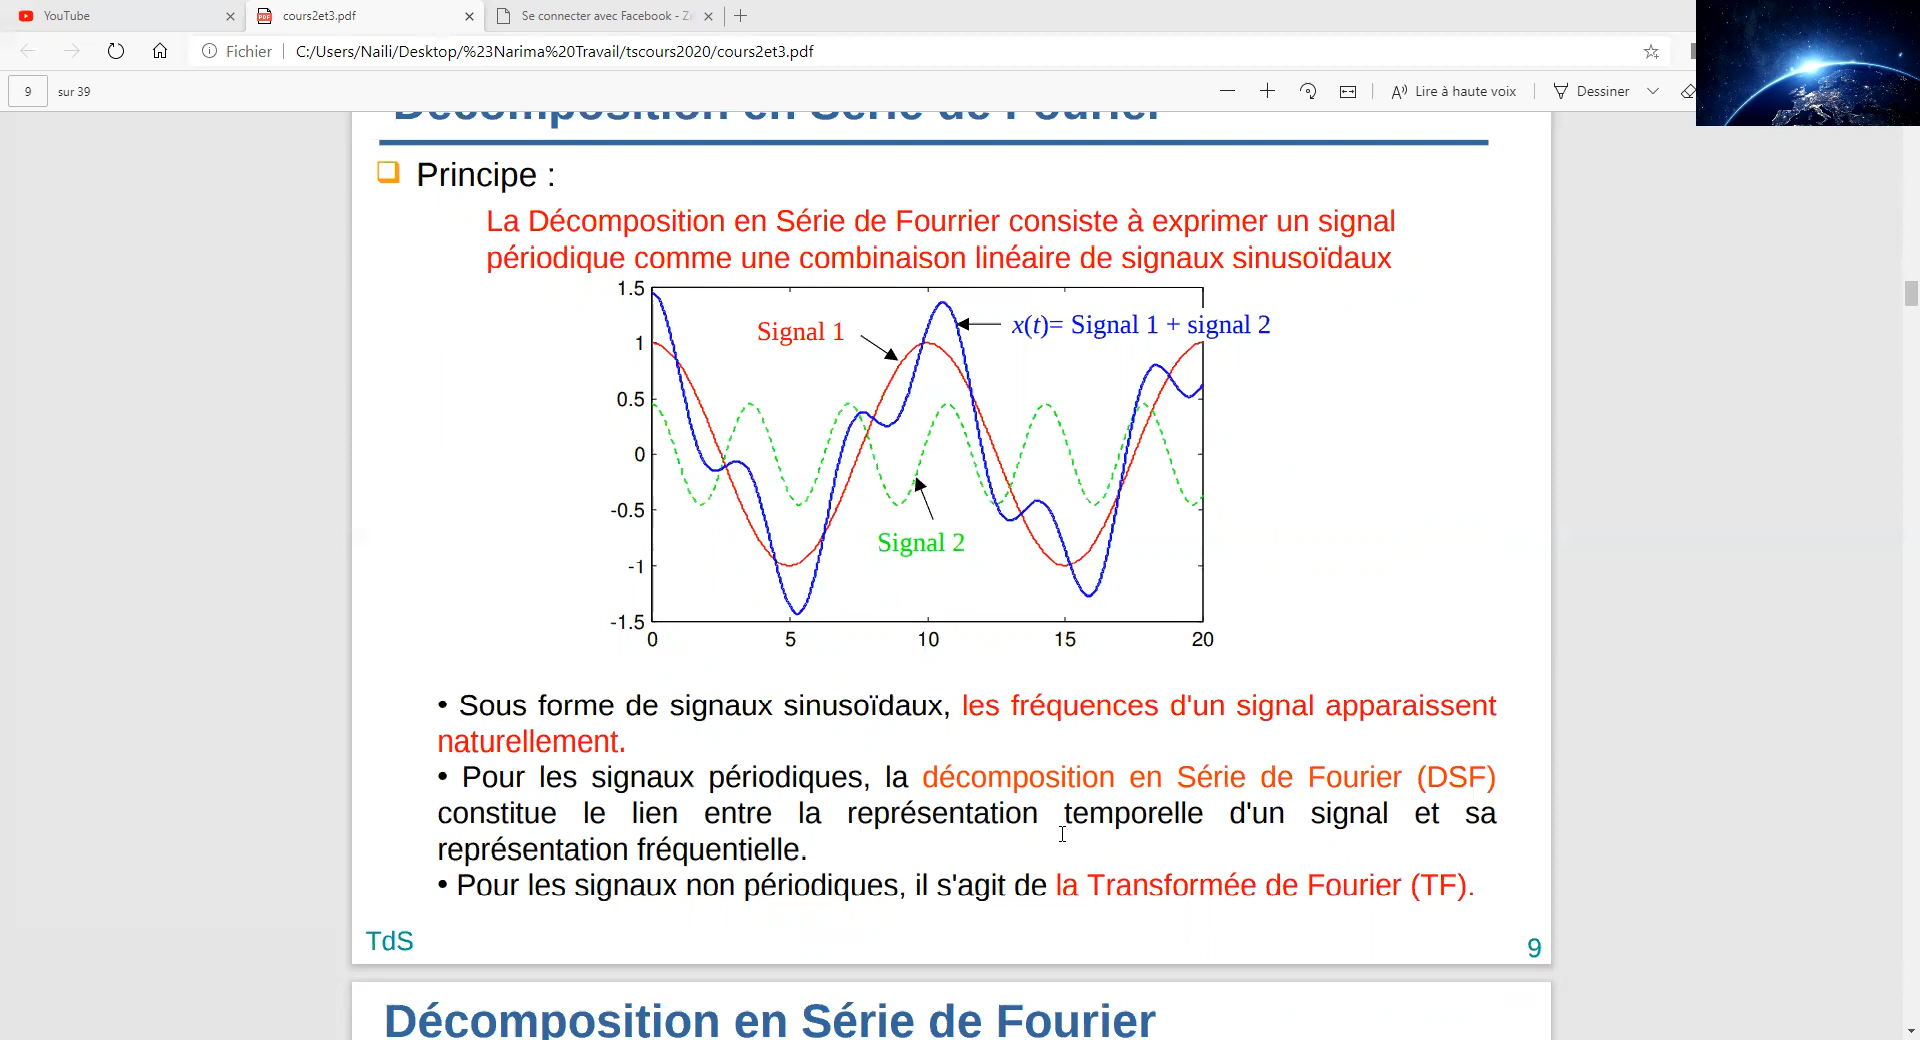 YouTube
cours2et3.pdf
Se connecter avec Facebook - Ze
Fichier
C:/Users/Naili/Desktop/%23Narima%20Travail/tscours2020/cours2et3.pdf
9
sur 39
Lire à haute voix
Dessiner
Décomposition en Série de Fourier
Principe :
La Décomposition en Série de Fourrier consiste à exprimer un signal
périodique comme une combinaison linéaire de signaux sinusoïdaux
1.5
1
0.5
0
-0.5
-1
-1.5
Signal 1
x(t)= Signal 1 + signal 2
Signal 2
0 5 10 15 20
• Sous forme de signaux sinusoïdaux, les fréquences d'un signal apparaissent
naturellement.
• Pour les signaux périodiques, la décomposition en Série de Fourier (DSF)
constitue le lien entre la représentation temporelle d'un signal et sa
représentation fréquentielle.
• Pour les signaux non périodiques, il s'agit de la Transformée de Fourier (TF).
TdS
9
Décomposition en Série de Fourier